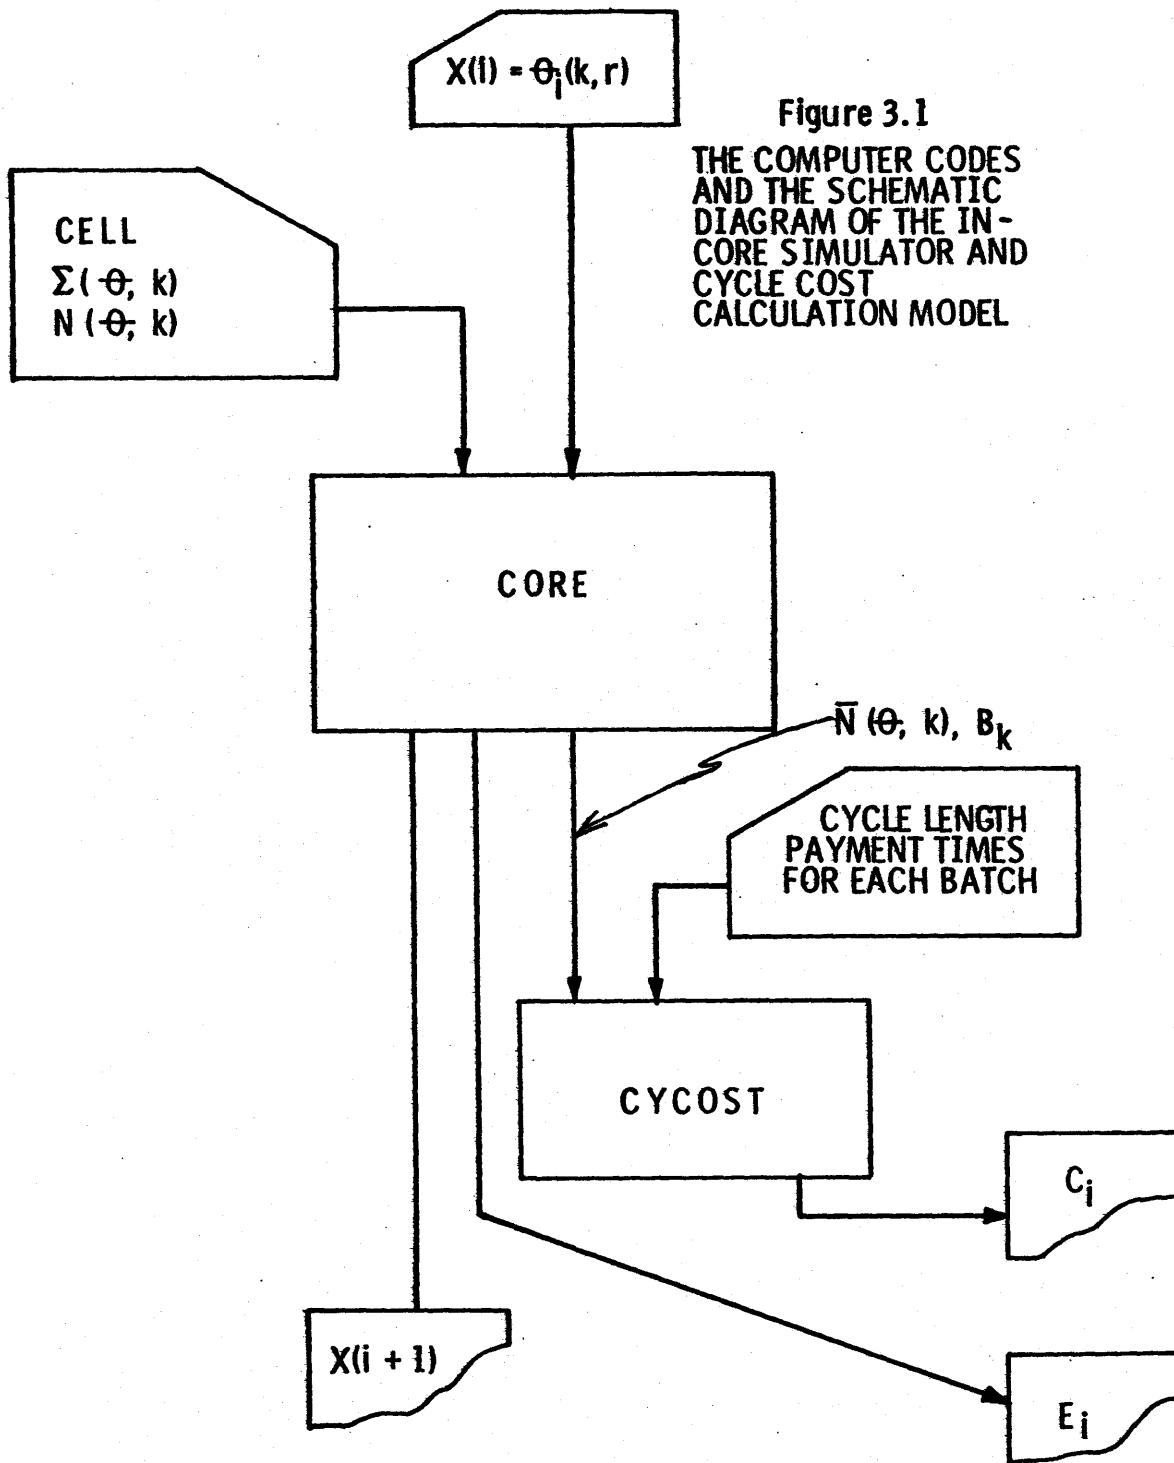 X(i) = θi(k, r)
Figure 3.1
THE COMPUTER CODES
AND THE SCHEMATIC
DIAGRAM OF THE IN-
CORE SIMULATOR AND
CYCLE COST
CALCULATION MODEL
CELL
Σ(θ, k)
N (θ, k)
CORE
N̅ (θ, k), Bk
CYCLE LENGTH
PAYMENT TIMES
FOR EACH BATCH
CYCOST
Ci
X(i + 1)
Ei